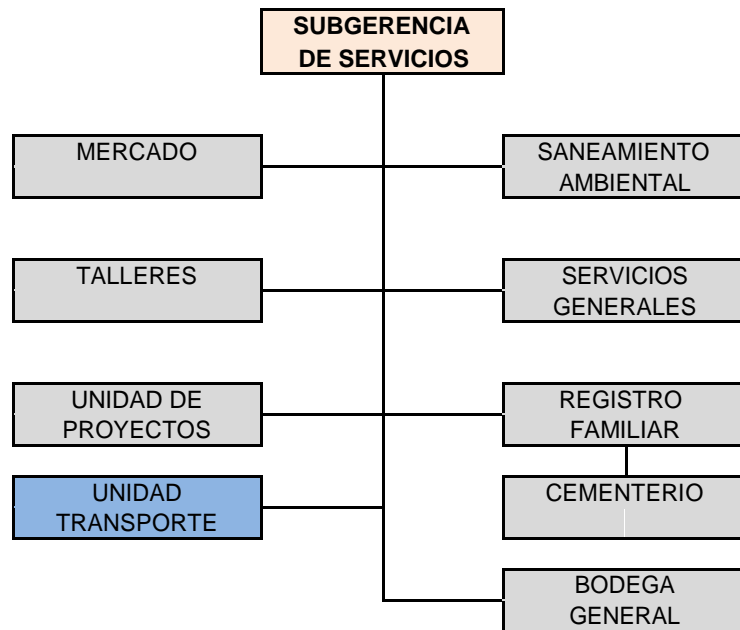 SUBGERENCIA
DE SERVICIOS
MERCADO
SANEAMIENTO
AMBIENTAL
TALLERES
SERVICIOS
GENERALES
UNIDAD DE
PROYECTOS
REGISTRO
FAMILIAR
UNIDAD
TRANSPORTE
CEMENTERIO
BODEGA
GENERAL